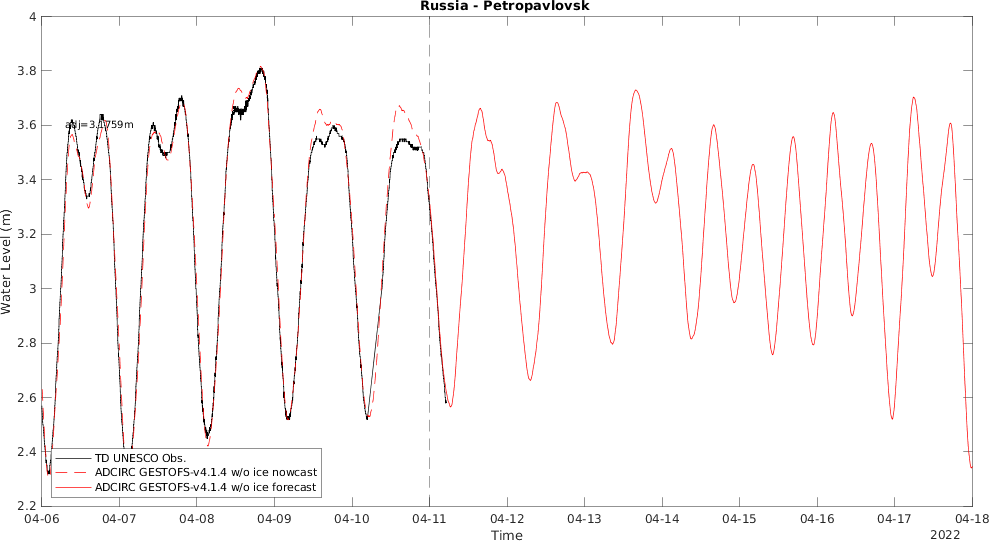 Russia - Petropavlovsk
4
3.8
3.6
3.4
3.2
3
2.8
2.6
2.4
2.2
Water Level (m)
adj=3.1759m
TD UNESCO Obs.
ADCIRC GESTOFS-v4.1.4 w/o ice nowcast
ADCIRC GESTOFS-v4.1.4 w/o ice forecast
04-06 04-07 04-08 04-09 04-10 04-11 04-12 04-13 04-14 04-15 04-16 04-17 04-18
Time
2022